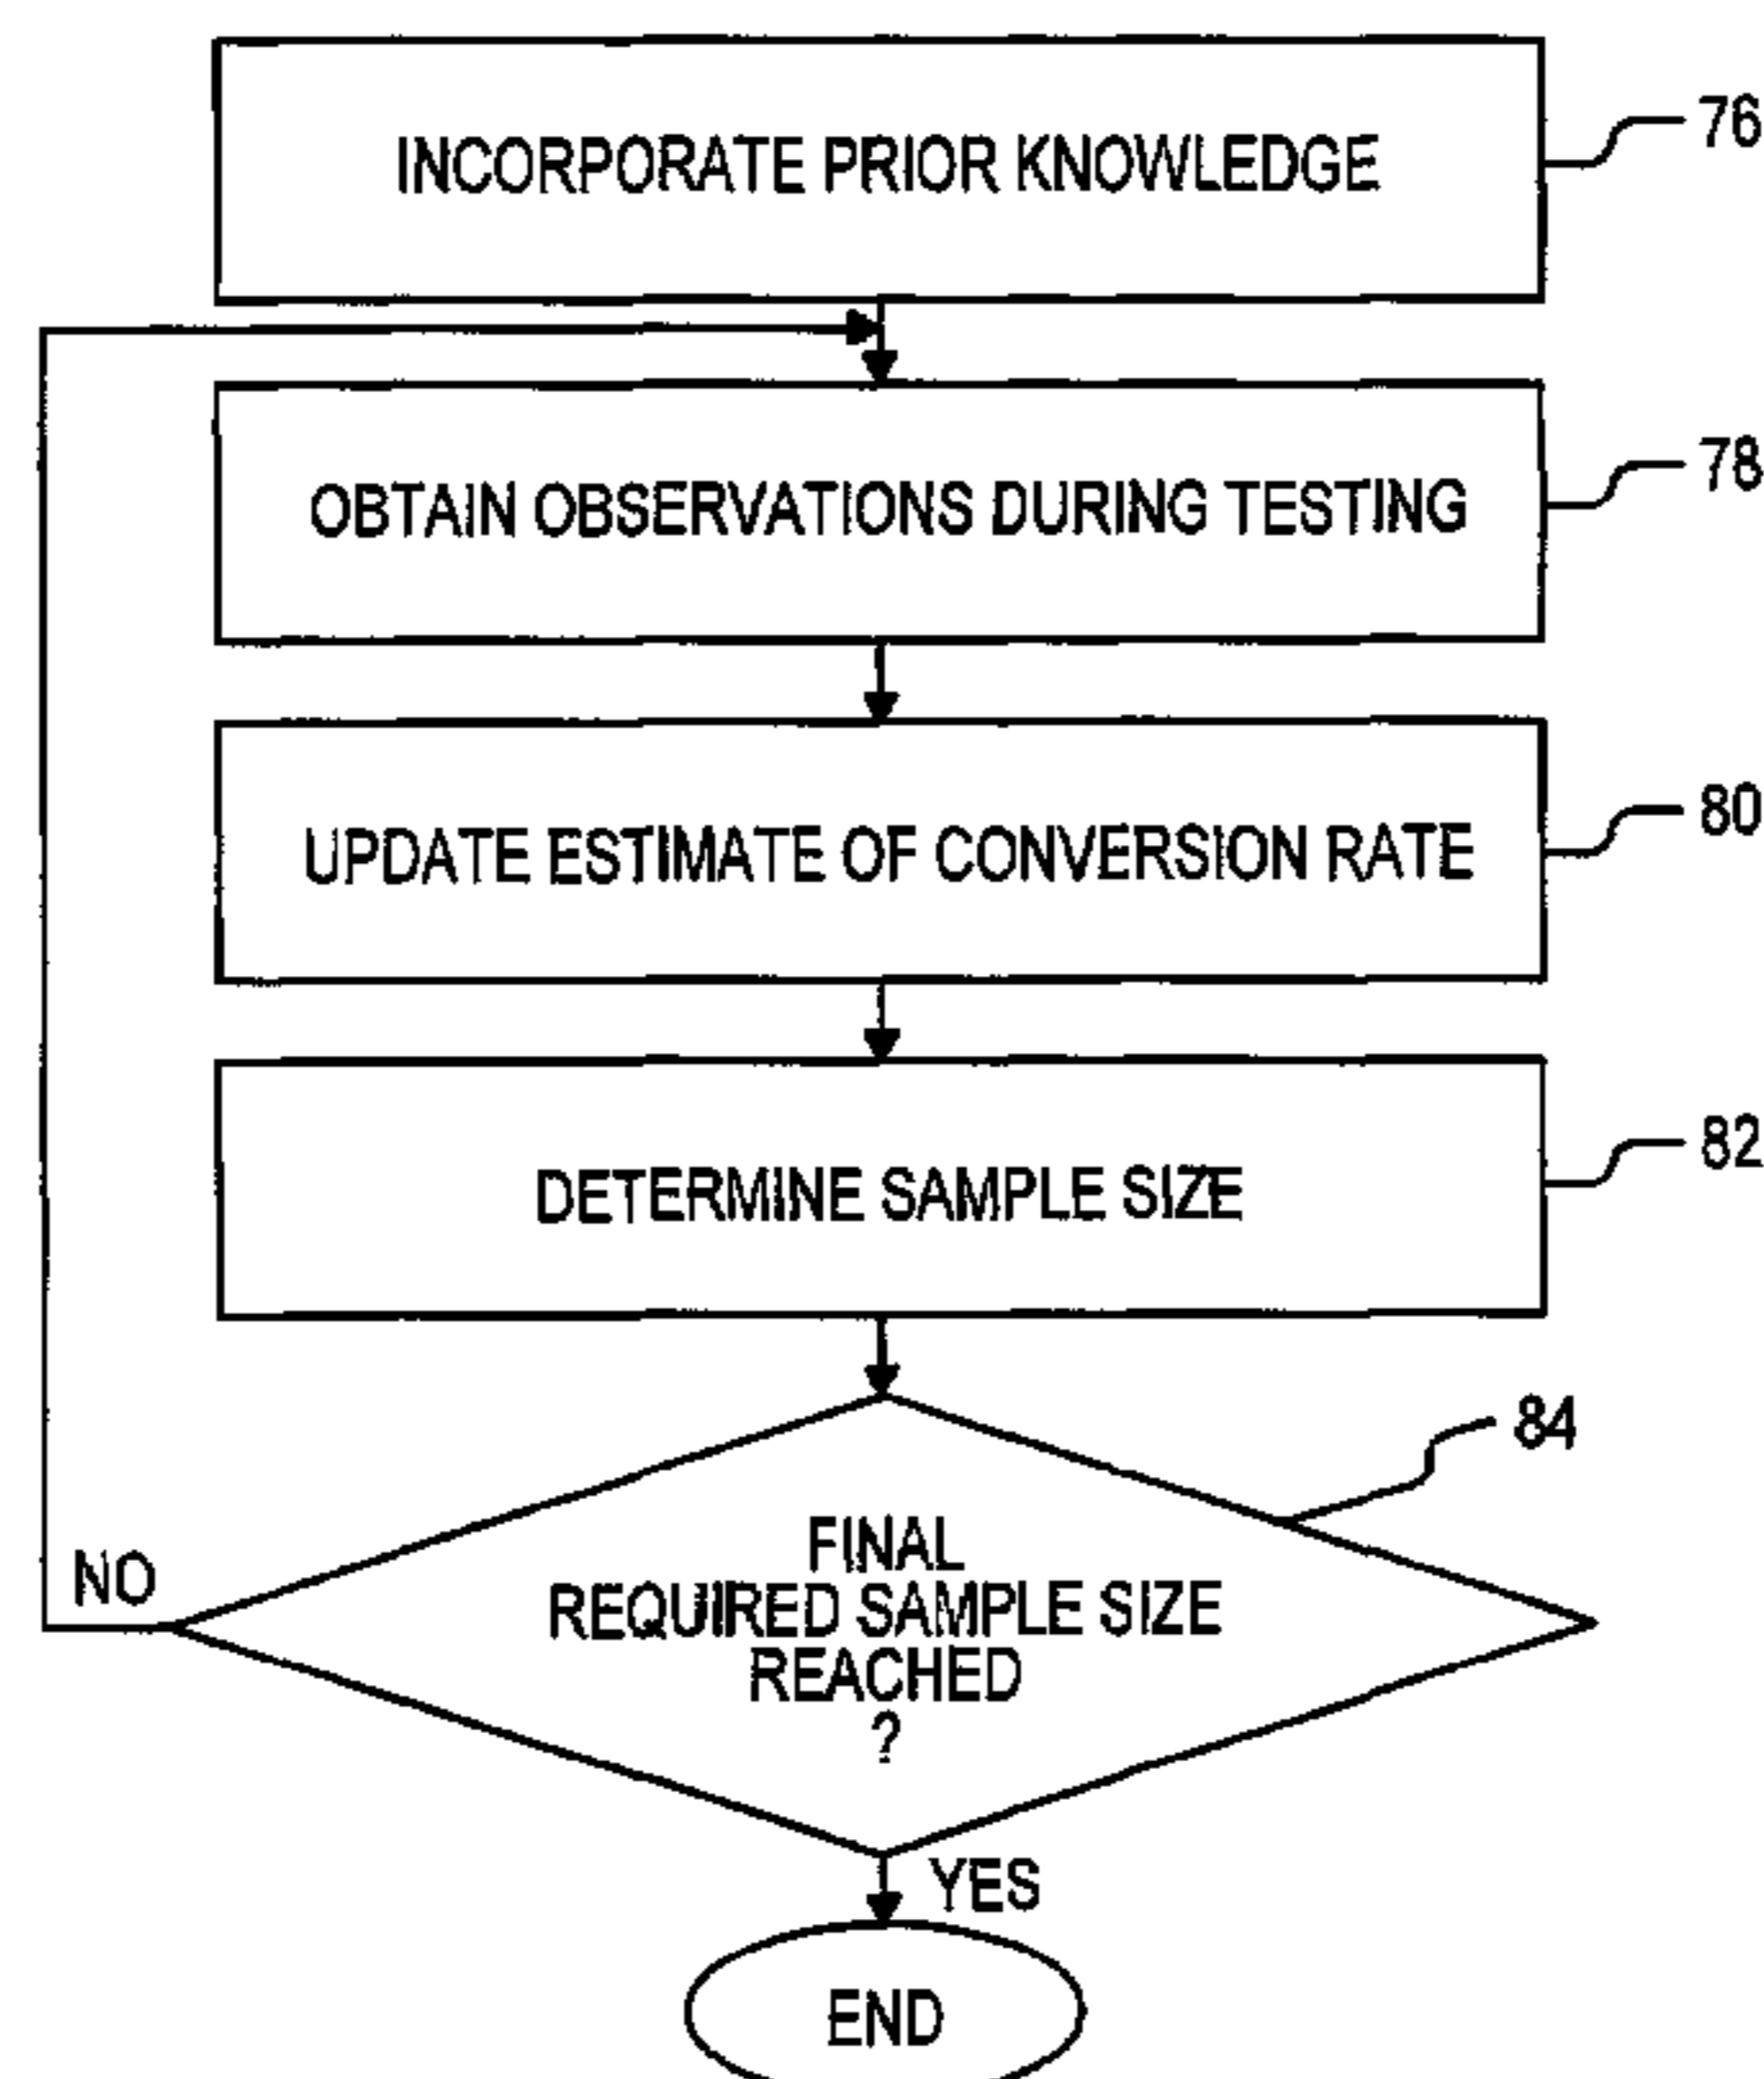 INCORPORATE PRIOR KNOWLEDGE
76
OBTAIN OBSERVATIONS DURING TESTING
78
UPDATE ESTIMATE OF CONVERSION RATE
80
DETERMINE SAMPLE SIZE
82
84
FINAL
REQUIRED SAMPLE SIZE
REACHED
?
NO
YES
END